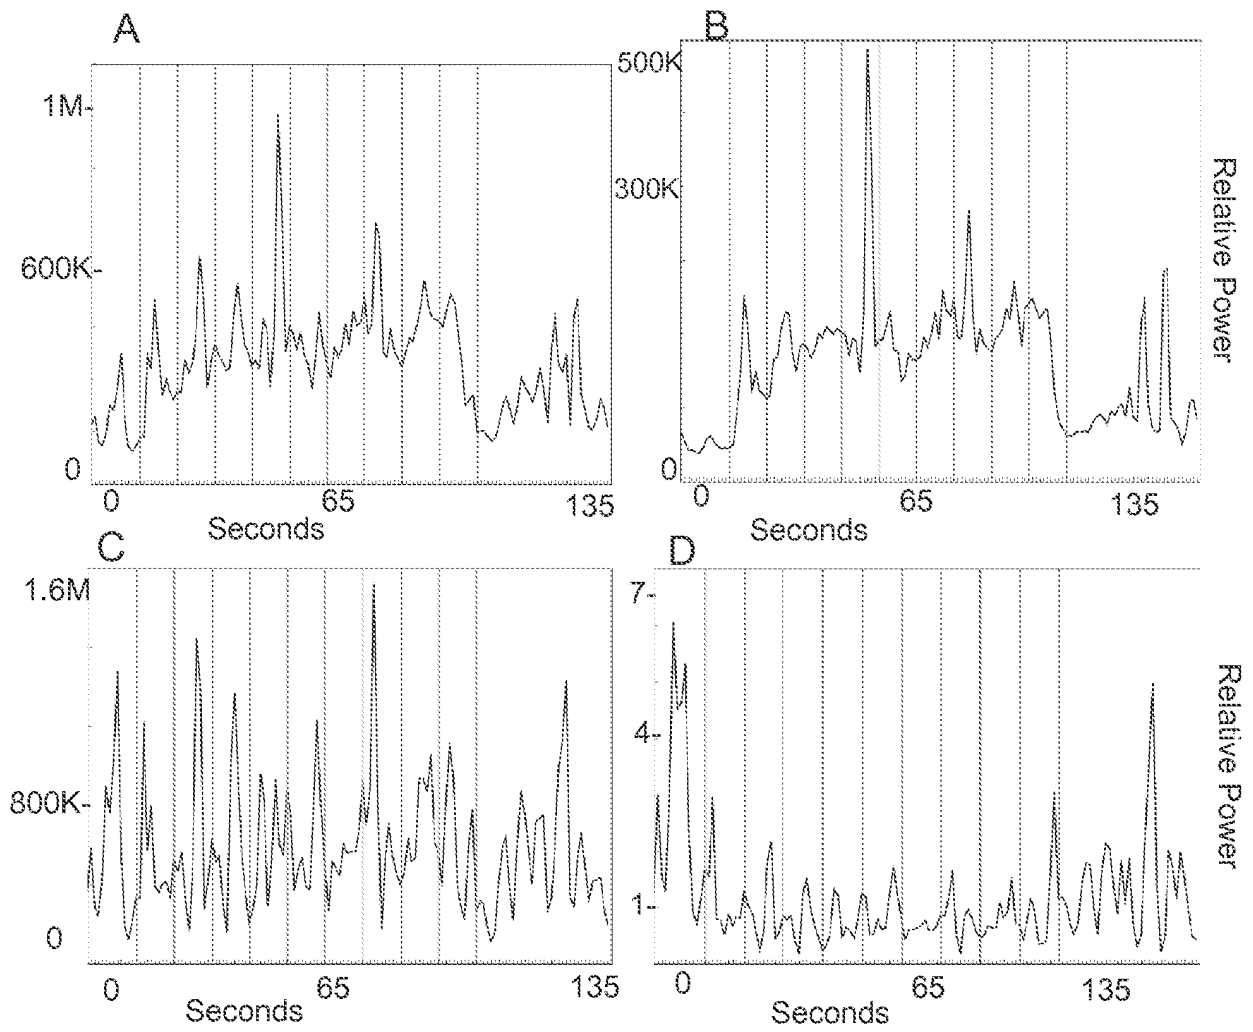 A
1M
600K
0
0
65
135
Seconds
B
500K
300K
0
0
65
135
Seconds
Relative Power
C
1.6M
800K
0
0
65
135
Seconds
D
7
4
1
0
65
135
Seconds
Relative Power